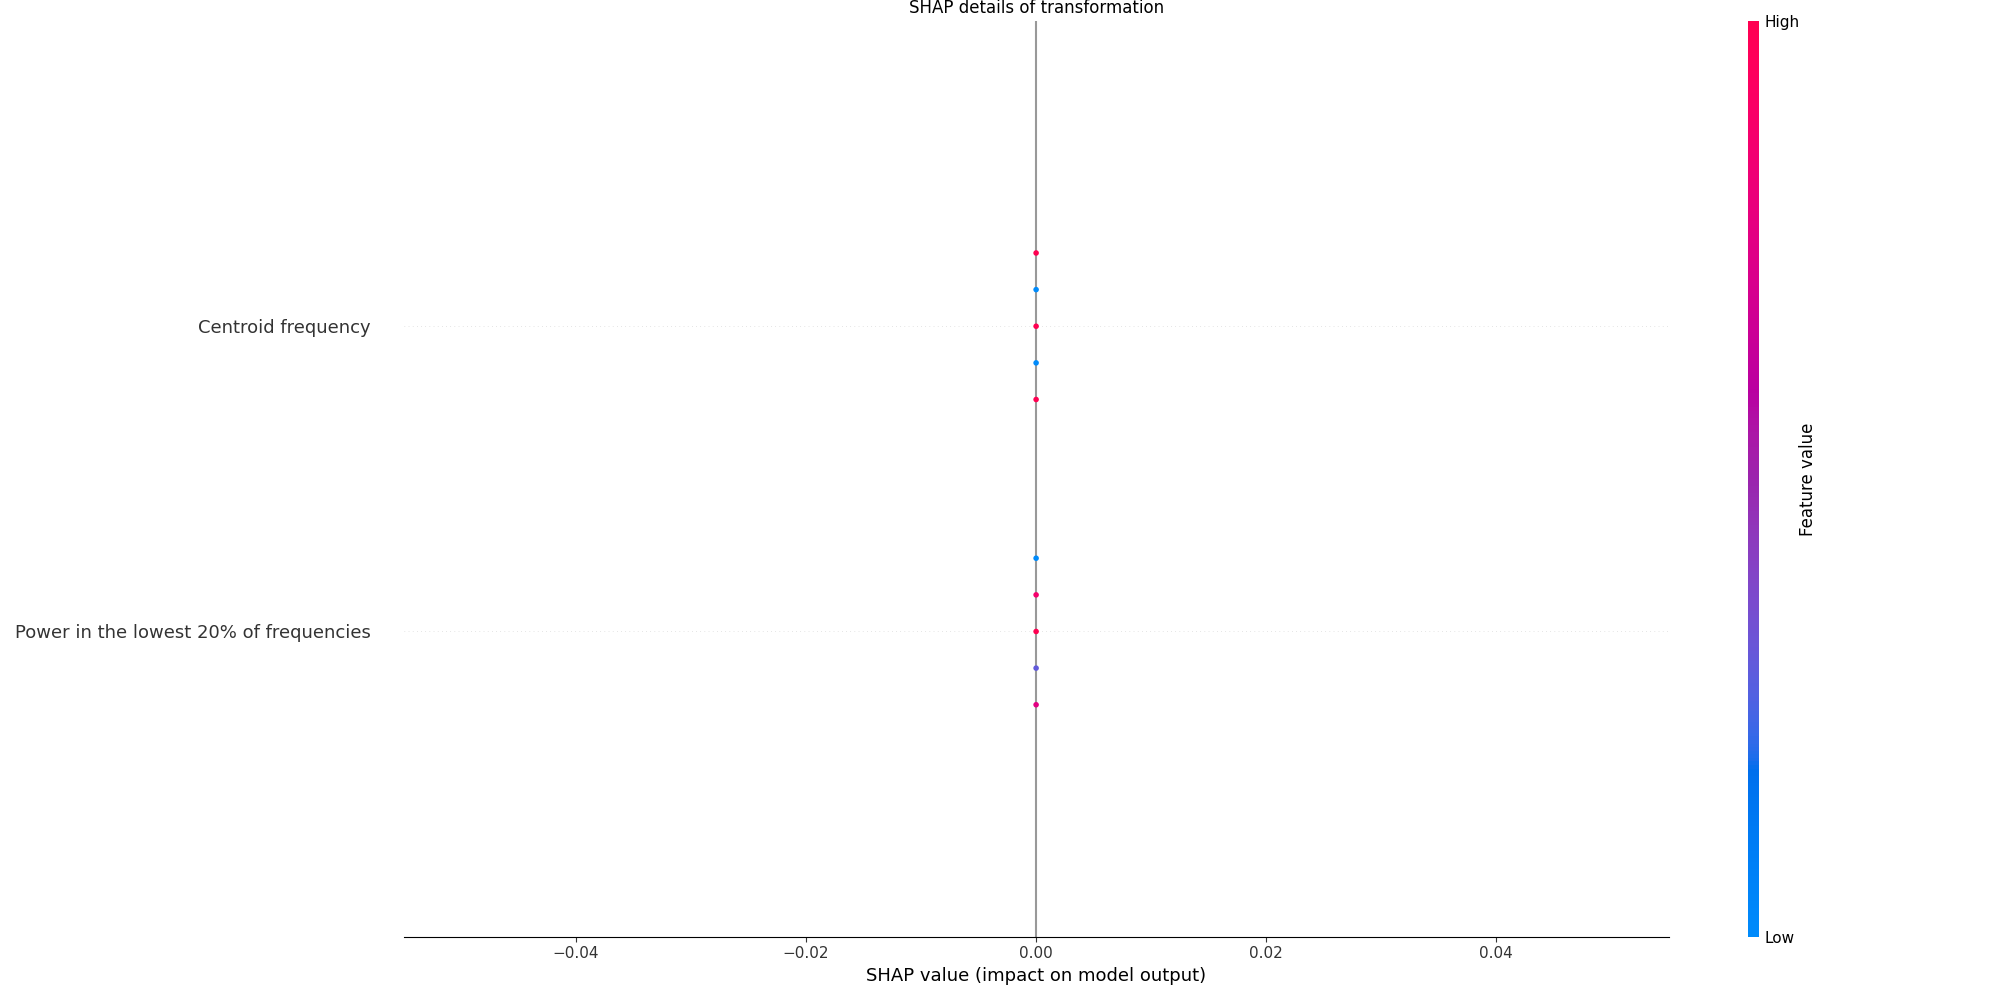 SHAP details of transformation
High
Centroid frequency
Feature value
Power in the lowest 20% of frequencies
Low
−0.04 −0.02 0.00 0.02 0.04
SHAP value (impact on model output)